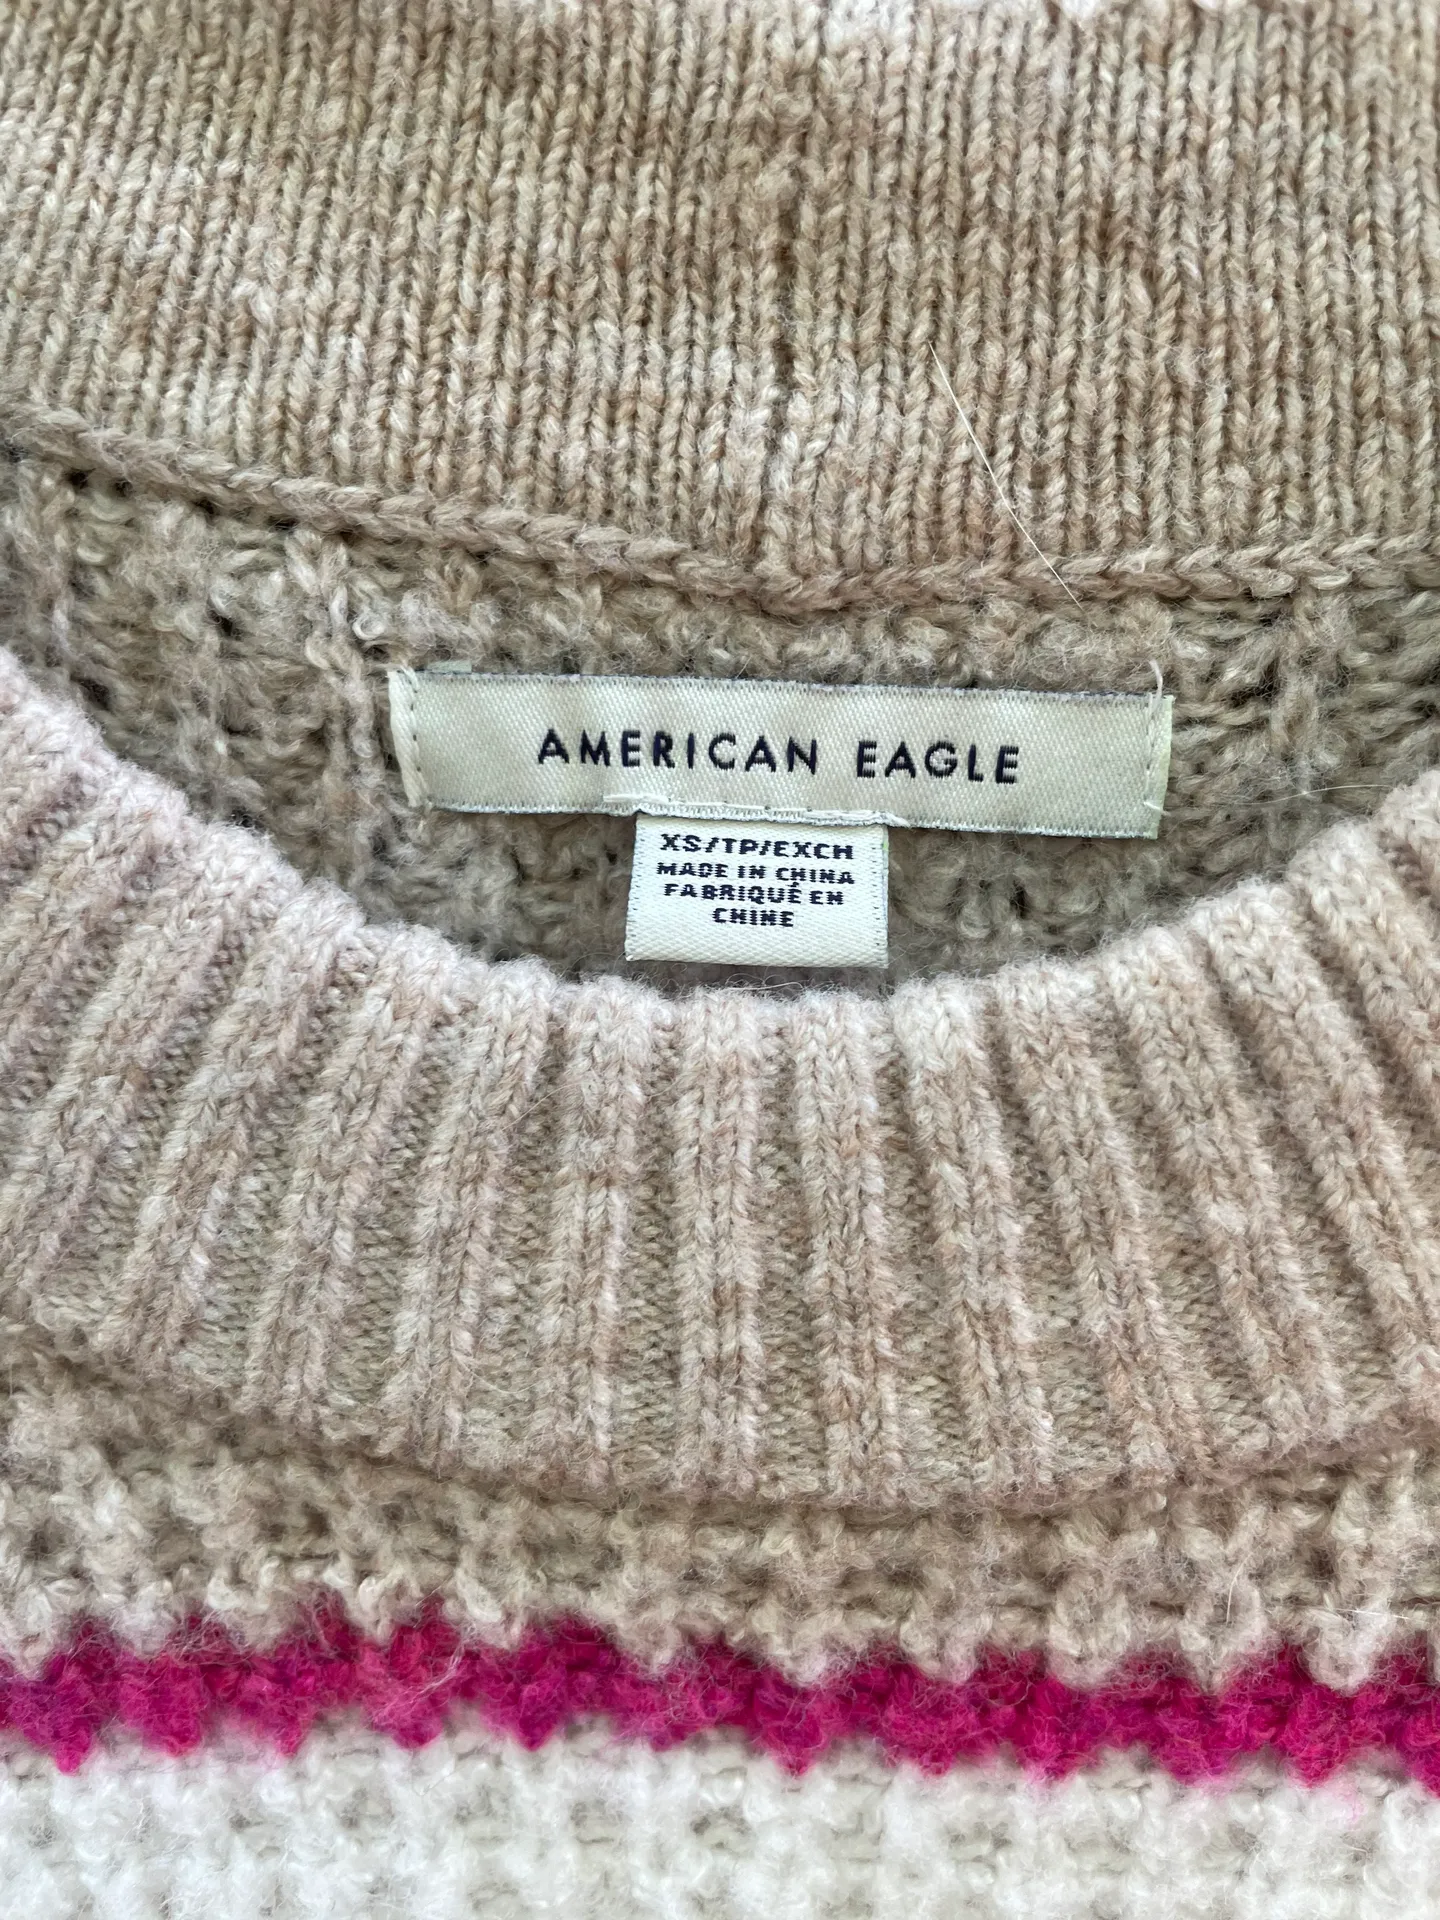 AMERICAN EAGLE
XS/TP/EXCH
MADE IN CHINA
FABRIQUÉ EN
CHINE